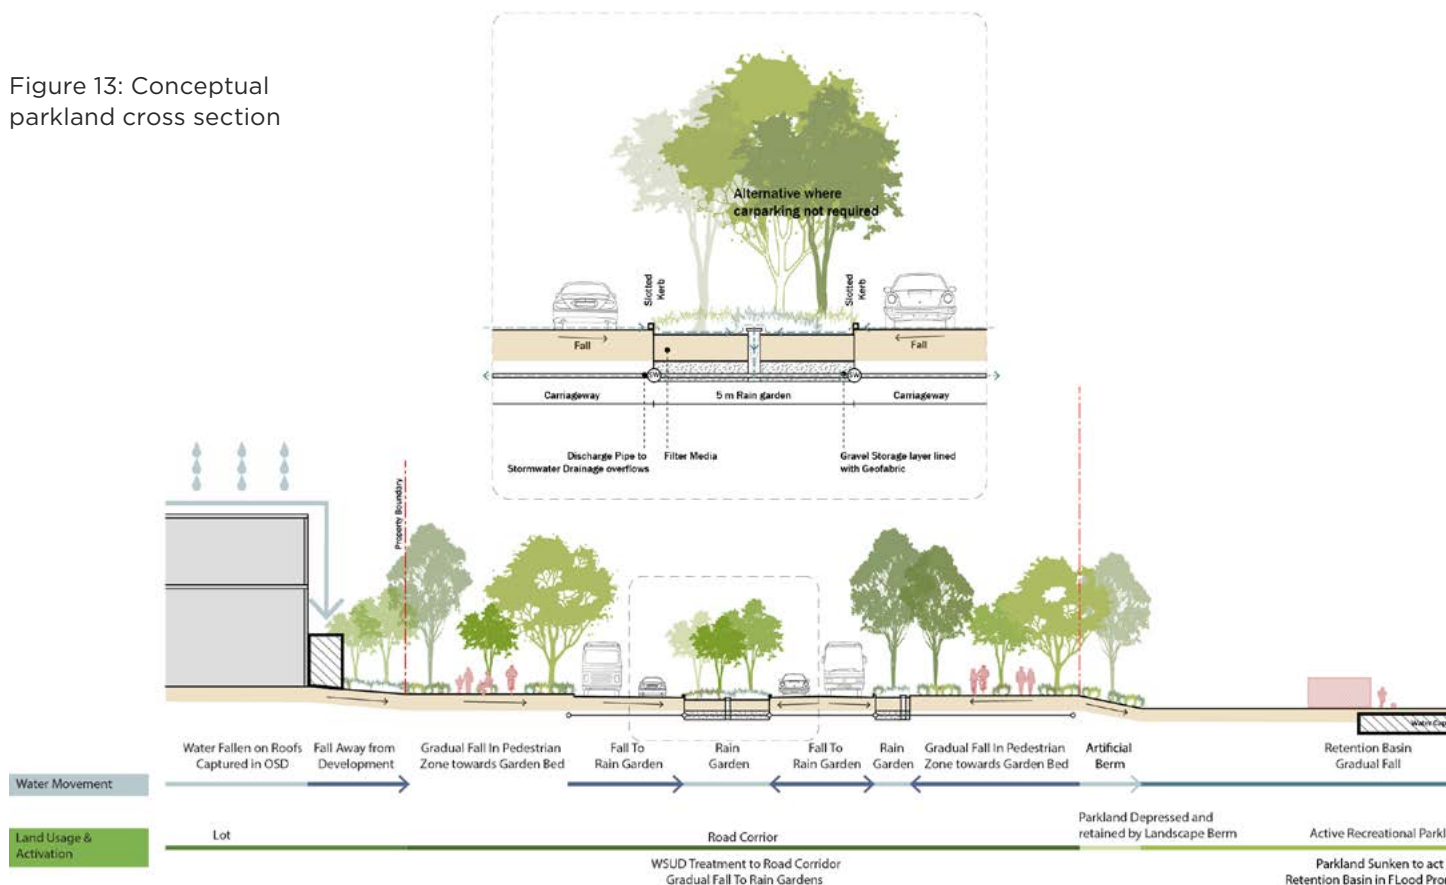 Figure 13: Conceptual
parkland cross section
Alternative where
carparking not required
Slotted
Kerb
Slotted
Kerb
Fall
Fall
SW
SW
Carriageway
5 m Rain garden
Carriageway
Discharge Pipe to
Stormwater Drainage overflows
Filter Media
Gravel Storage layer lined
with Geofabric
Property Boundary
Water Cap
Water Fallen on Roofs
Captured in OSD
Fall Away from
Development
Gradual Fall In Pedestrian
Zone towards Garden Bed
Fall To
Rain Garden
Rain
Garden
Fall To
Rain Garden
Rain
Garden
Gradual Fall In Pedestrian
Zone towards Garden Bed
Artificial
Berm
Retention Basin
Gradual Fall
Water Movement
Land Usage &
Activation
Lot
Road Corrior
WSUD Treatment to Road Corridor
Gradual Fall To Rain Gardens
Parkland Depressed and
retained by Landscape Berm
Active Recreational Parkl
Parkland Sunken to act
Retention Basin in FLood Pron